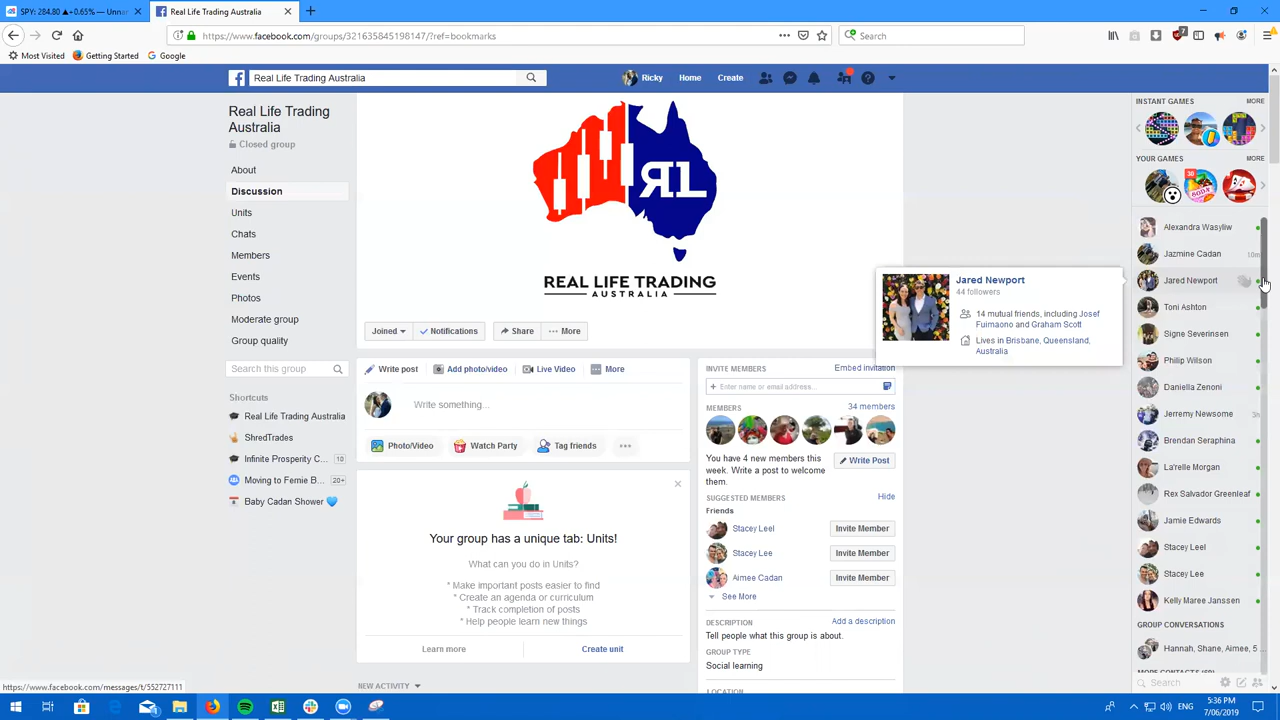 SPY: 284.80 ▲+0.65% — Unna
Real Life Trading Australia
https://www.facebook.com/groups/321635845198147/?ref=bookmarks
Search
7
Most Visited
Getting Started
Google
Real Life Trading Australia
Ricky
Home
Create
Real Life Trading
Australia
Closed group
About
Discussion
Units
Chats
Members
Events
Photos
Moderate group
Group quality
Search this group
Shortcuts
Real Life Trading Australia
ShredTrades
Infinite Prosperity C... 10
Moving to Fernie B... 20+
Baby Cadan Shower 💙
RL
REAL LIFE TRADING
AUSTRALIA
Joined
Notifications
Share
More
Write post
Add photo/video
Live Video
More
Write something...
Photo/Video
Watch Party
Tag friends
Your group has a unique tab: Units!
What can you do in Units?
* Make important posts easier to find
* Create an agenda or curriculum
* Track completion of posts
* Help people learn new things
Learn more
Create unit
NEW ACTIVITY
INVITE MEMBERS
Embed invitation
+ Enter name or email address...
MEMBERS
34 members
You have 4 new members this
week. Write a post to welcome
them.
Write Post
SUGGESTED MEMBERS
Hide
Friends
Stacey Leel
Invite Member
Stacey Lee
Invite Member
Aimee Cadan
Invite Member
See More
DESCRIPTION
Add a description
Tell people what this group is about.
GROUP TYPE
Social learning
LOCATION
Jared Newport
44 followers
14 mutual friends, including Josef
Fuimaono and Graham Scott
Lives in Brisbane, Queensland,
Australia
INSTANT GAMES
MORE
YOUR GAMES
MORE
30
SODA
Alexandra Wasyliw
Jazmine Cadan 10m
Jared Newport
Toni Ashton
Signe Severinsen
Philip Wilson
Daniella Zenoni
Jerremy Newsome 3h
Brendan Seraphina
La'relle Morgan
Rex Salvador Greenleaf
Jamie Edwards
Stacey Leel
Stacey Lee
Kelly Maree Janssen
GROUP CONVERSATIONS
Hannah, Shane, Aimee, 5 ...
Search
https://www.facebook.com/messages/t/552727111
ENG
5:36 PM
7/06/2019